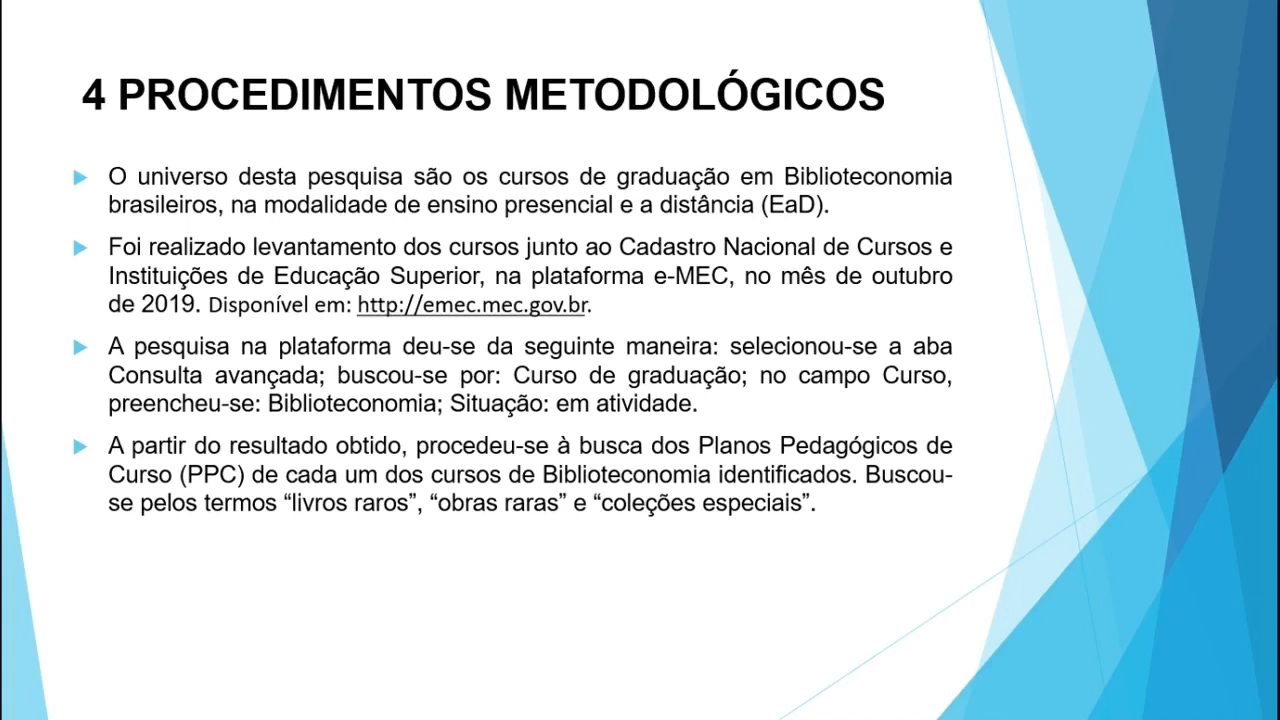 4 PROCEDIMENTOS METODOLÓGICOS
O universo desta pesquisa são os cursos de graduação em Biblioteconomia
brasileiros, na modalidade de ensino presencial e a distância (EaD).
Foi realizado levantamento dos cursos junto ao Cadastro Nacional de Cursos e
Instituições de Educação Superior, na plataforma e-MEC, no mês de outubro
de 2019. Disponível em: http://emec.mec.gov.br.
A pesquisa na plataforma deu-se da seguinte maneira: selecionou-se a aba
Consulta avançada; buscou-se por: Curso de graduação; no campo Curso,
preencheu-se: Biblioteconomia; Situação: em atividade.
A partir do resultado obtido, procedeu-se à busca dos Planos Pedagógicos de
Curso (PPC) de cada um dos cursos de Biblioteconomia identificados. Buscou-
se pelos termos “livros raros”, “obras raras” e “coleções especiais”.